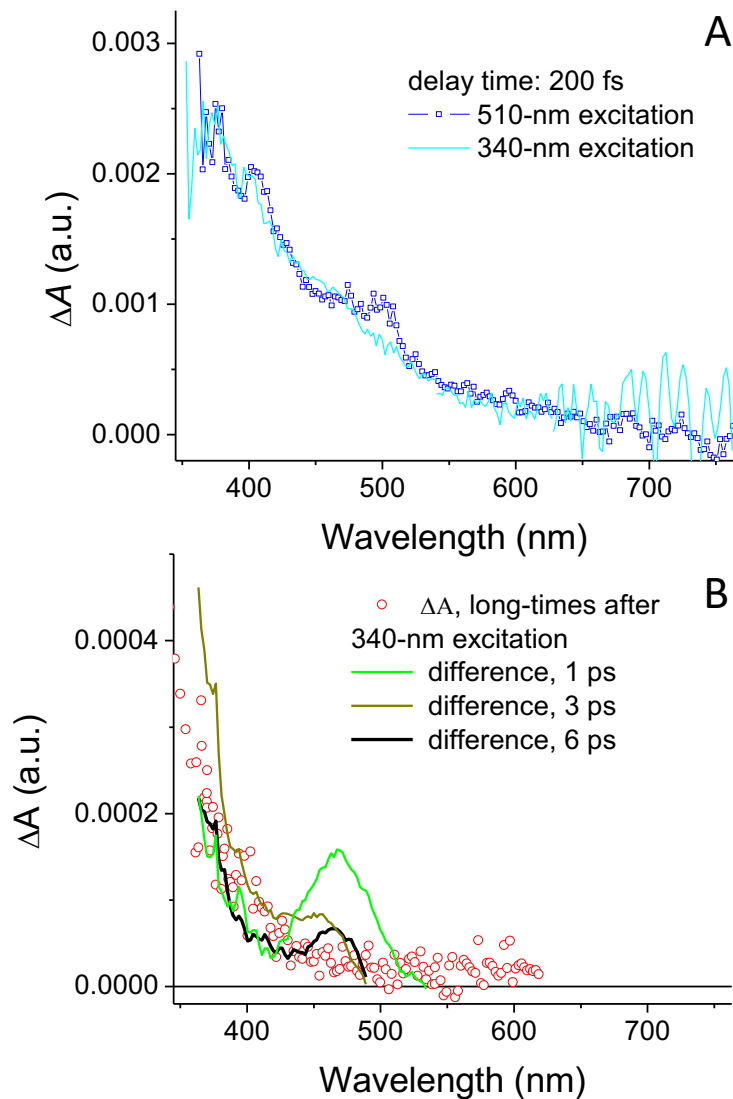 A
0.003
delay time: 200 fs
510-nm excitation
340-nm excitation
0.002
ΔA (a.u.)
0.001
0.000
400
500
600
700
Wavelength (nm)
B
ΔA, long-times after
340-nm excitation
0.0004
difference, 1 ps
difference, 3 ps
difference, 6 ps
ΔA (a.u.)
0.0002
0.0000
400
500
600
700
Wavelength (nm)